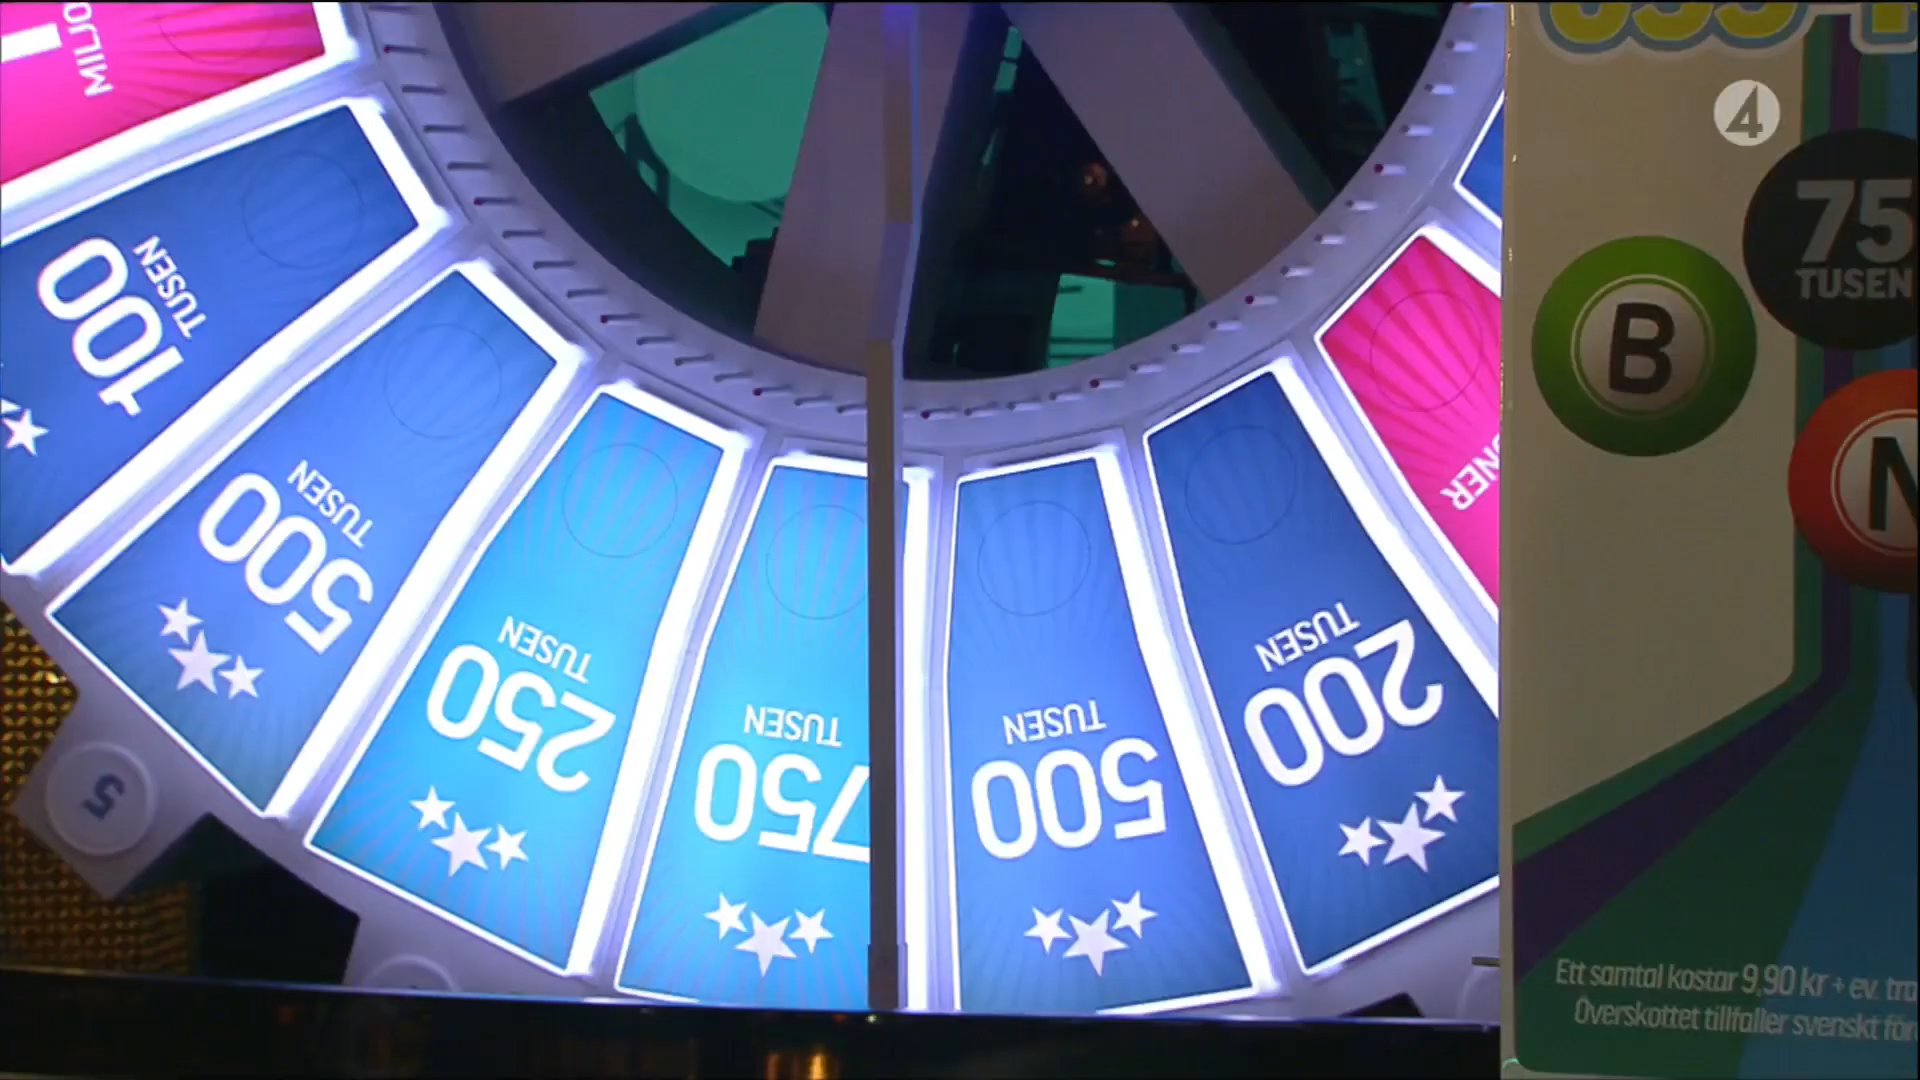 MILJO
100
TUSEN
500
TUSEN
250
TUSEN
750
TUSEN
500
TUSEN
200
TUSEN
NER
5
4
75
TUSEN
B
N
Ett samtal kostar 9,90 kr + ev. tra
Överskottet tillfaller svenskt för